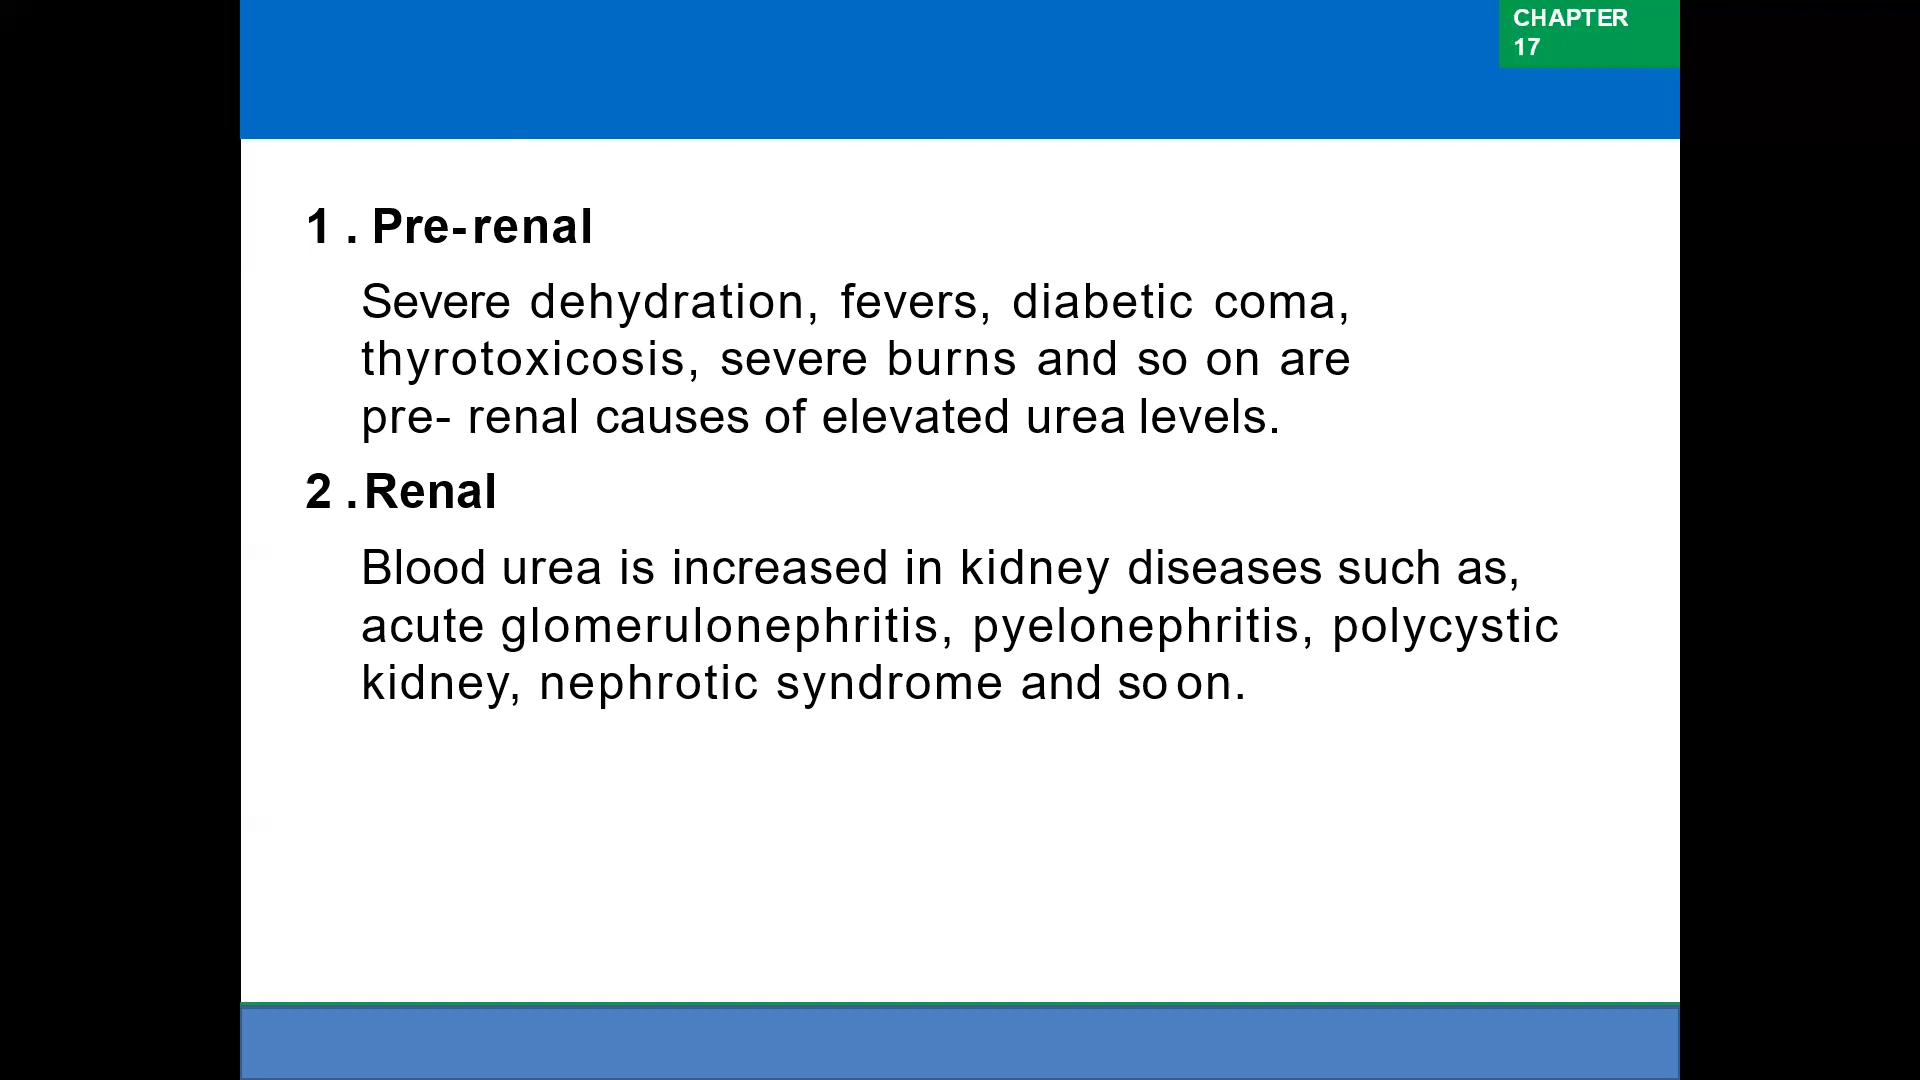 CHAPTER
17
1 . Pre-renal
Severe dehydration, fevers, diabetic coma,
thyrotoxicosis, severe burns and so on are
pre- renal causes of elevated urea levels.
2 .Renal
Blood urea is increased in kidney diseases such as,
acute glomerulonephritis, pyelonephritis, polycystic
kidney, nephrotic syndrome and so on.